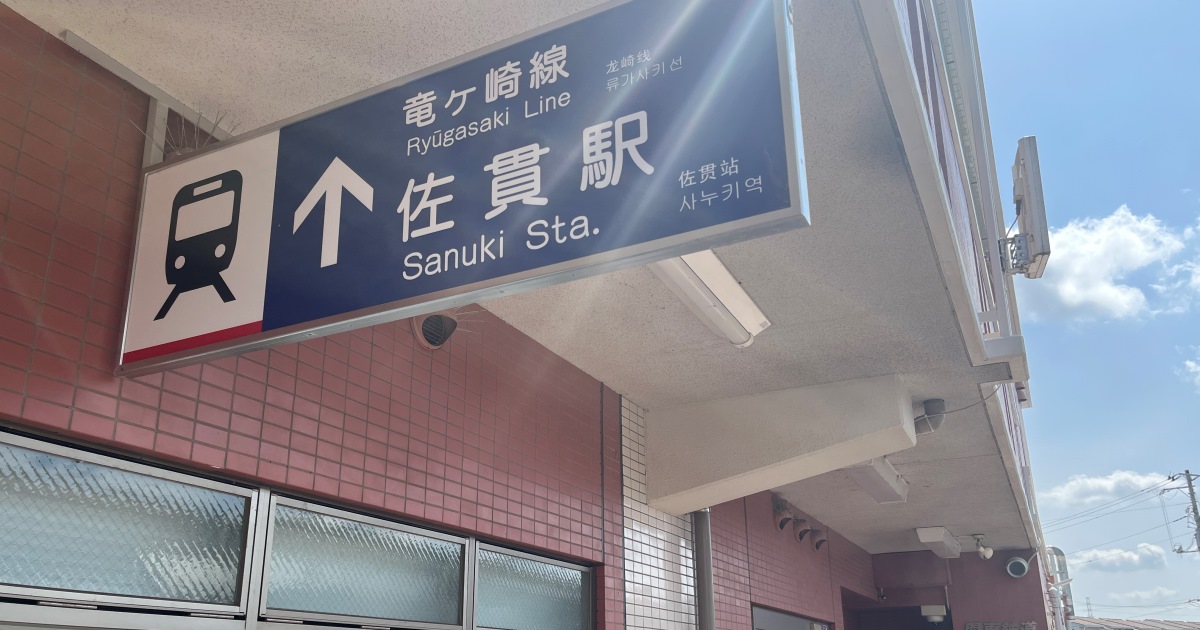 竜ヶ崎線
Ryūgasaki Line
龙崎线
류가사키선
佐貫駅
Sanuki Sta.
佐贯站
사누키역